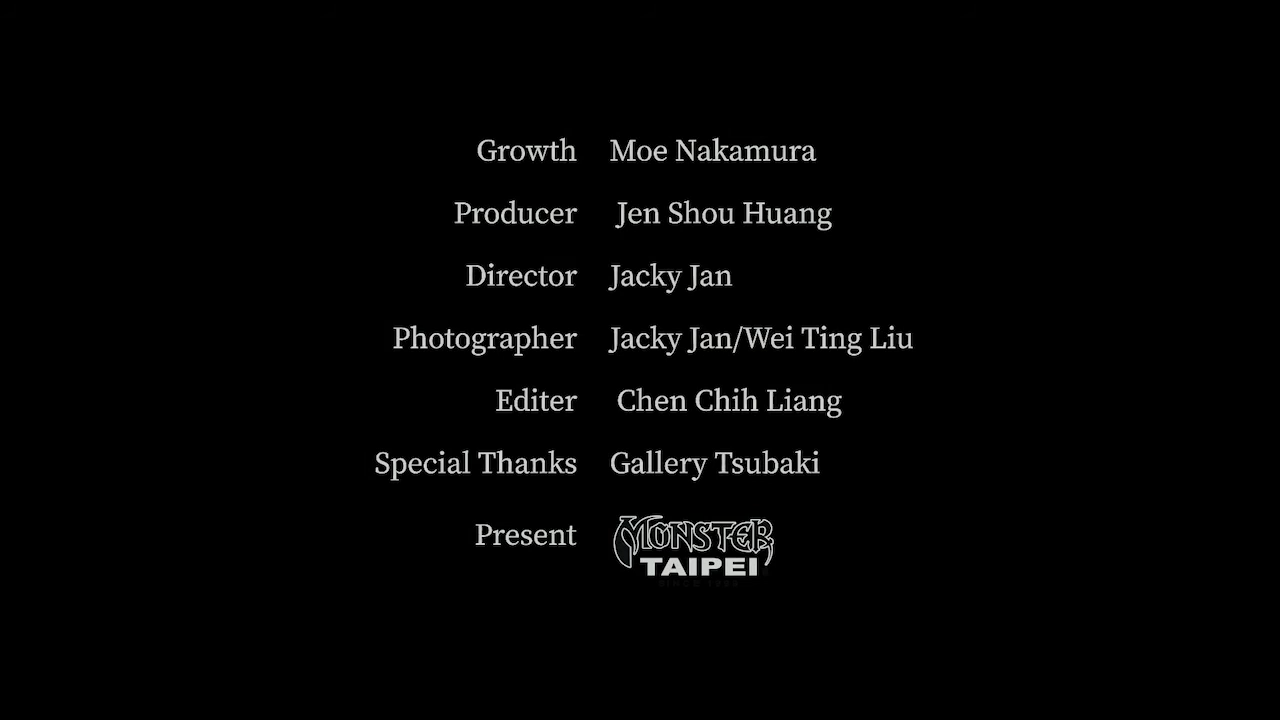 Growth Moe Nakamura
Producer Jen Shou Huang
Director Jacky Jan
Photographer Jacky Jan/Wei Ting Liu
Editer Chen Chih Liang
Special Thanks Gallery Tsubaki
Present MONSTER
TAIPEI